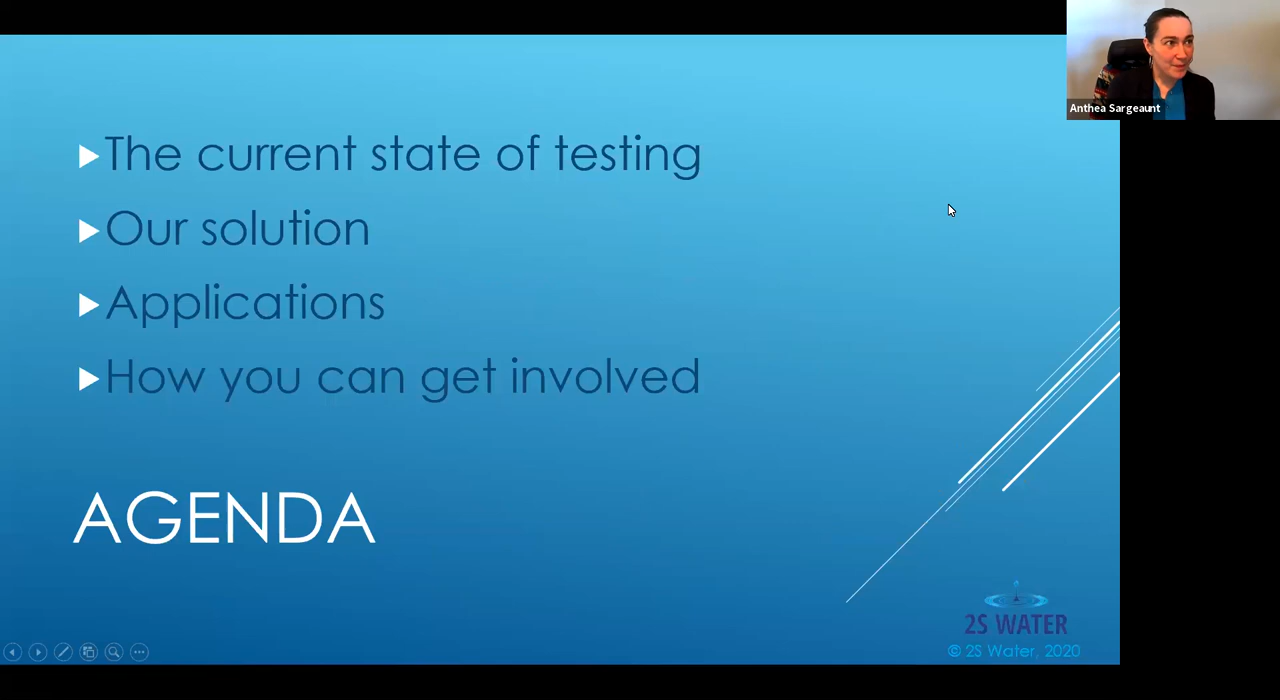 Anthea Sargeaunt
The current state of testing
Our solution
Applications
How you can get involved
AGENDA
2S WATER
© 2S Water, 2020